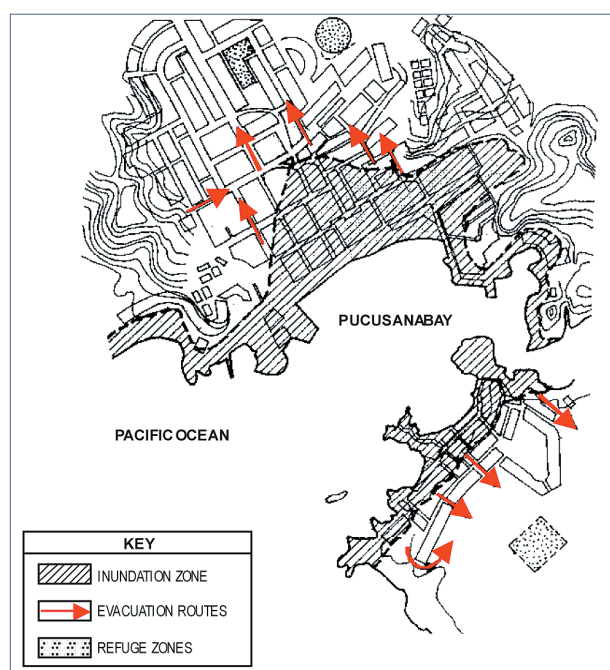 PUCUSANABAY
PACIFIC OCEAN
KEY
INUNDATION ZONE
EVACUATION ROUTES
REFUGE ZONES